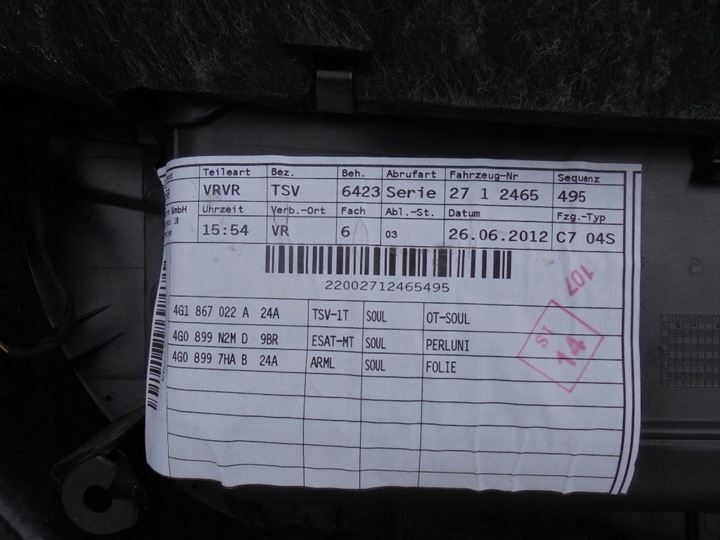 Teileart Bez. Beh. Abrufart Fahrzeug-Nr Sequenz
VRVR TSV 6423 Serie 27 1 2465 495
GmbH Uhrzeit Verb.-Ort Fach Abl.-St. Datum Fzg.-Typ
15:54 VR 6 03 26.06.2012 C7 04S
22002712465495
107
4G1 867 022 A 24A TSV-1T SOUL OT-SOUL
4G0 899 N2M D 9BR ESAT-MT SOUL PERLUNI
4G0 899 7HA B 24A ARML SOUL FOLIE
SI
14